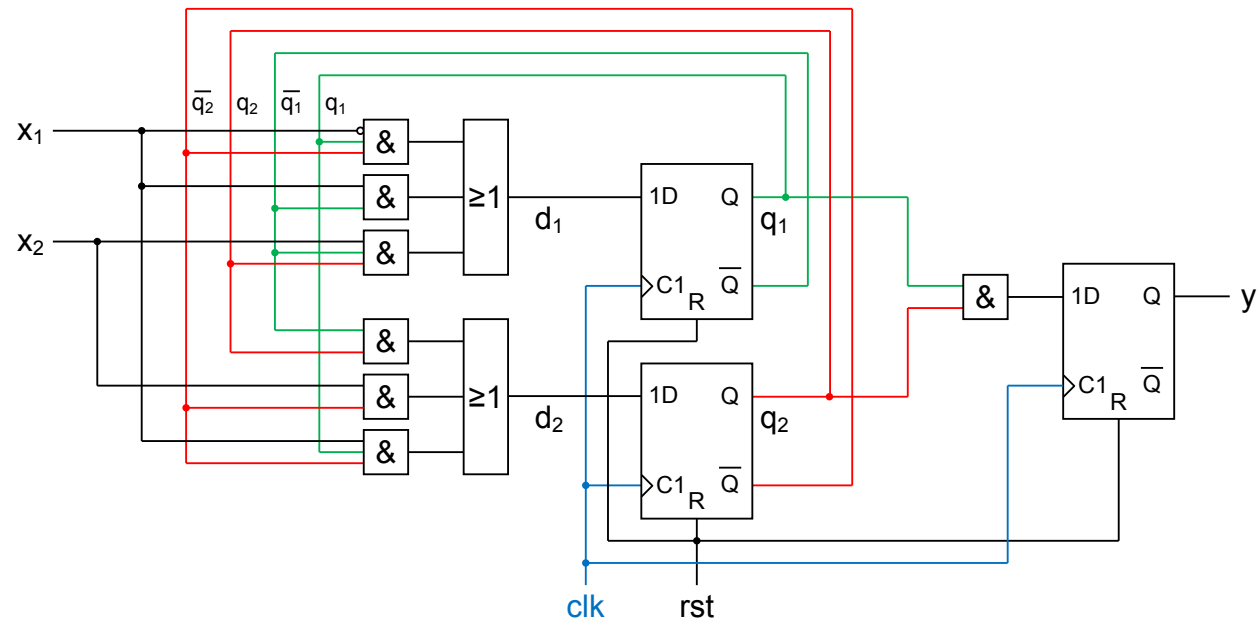 q̅₂ q₂ q̅₁ q₁
x₁
&
&
≥1
d₁
x₂
&
1D Q
q₁
C1 R Q̅
&
1D Q
y
C1 R Q̅
&
&
≥1
d₂
&
1D Q
q₂
C1 R Q̅
clk
rst